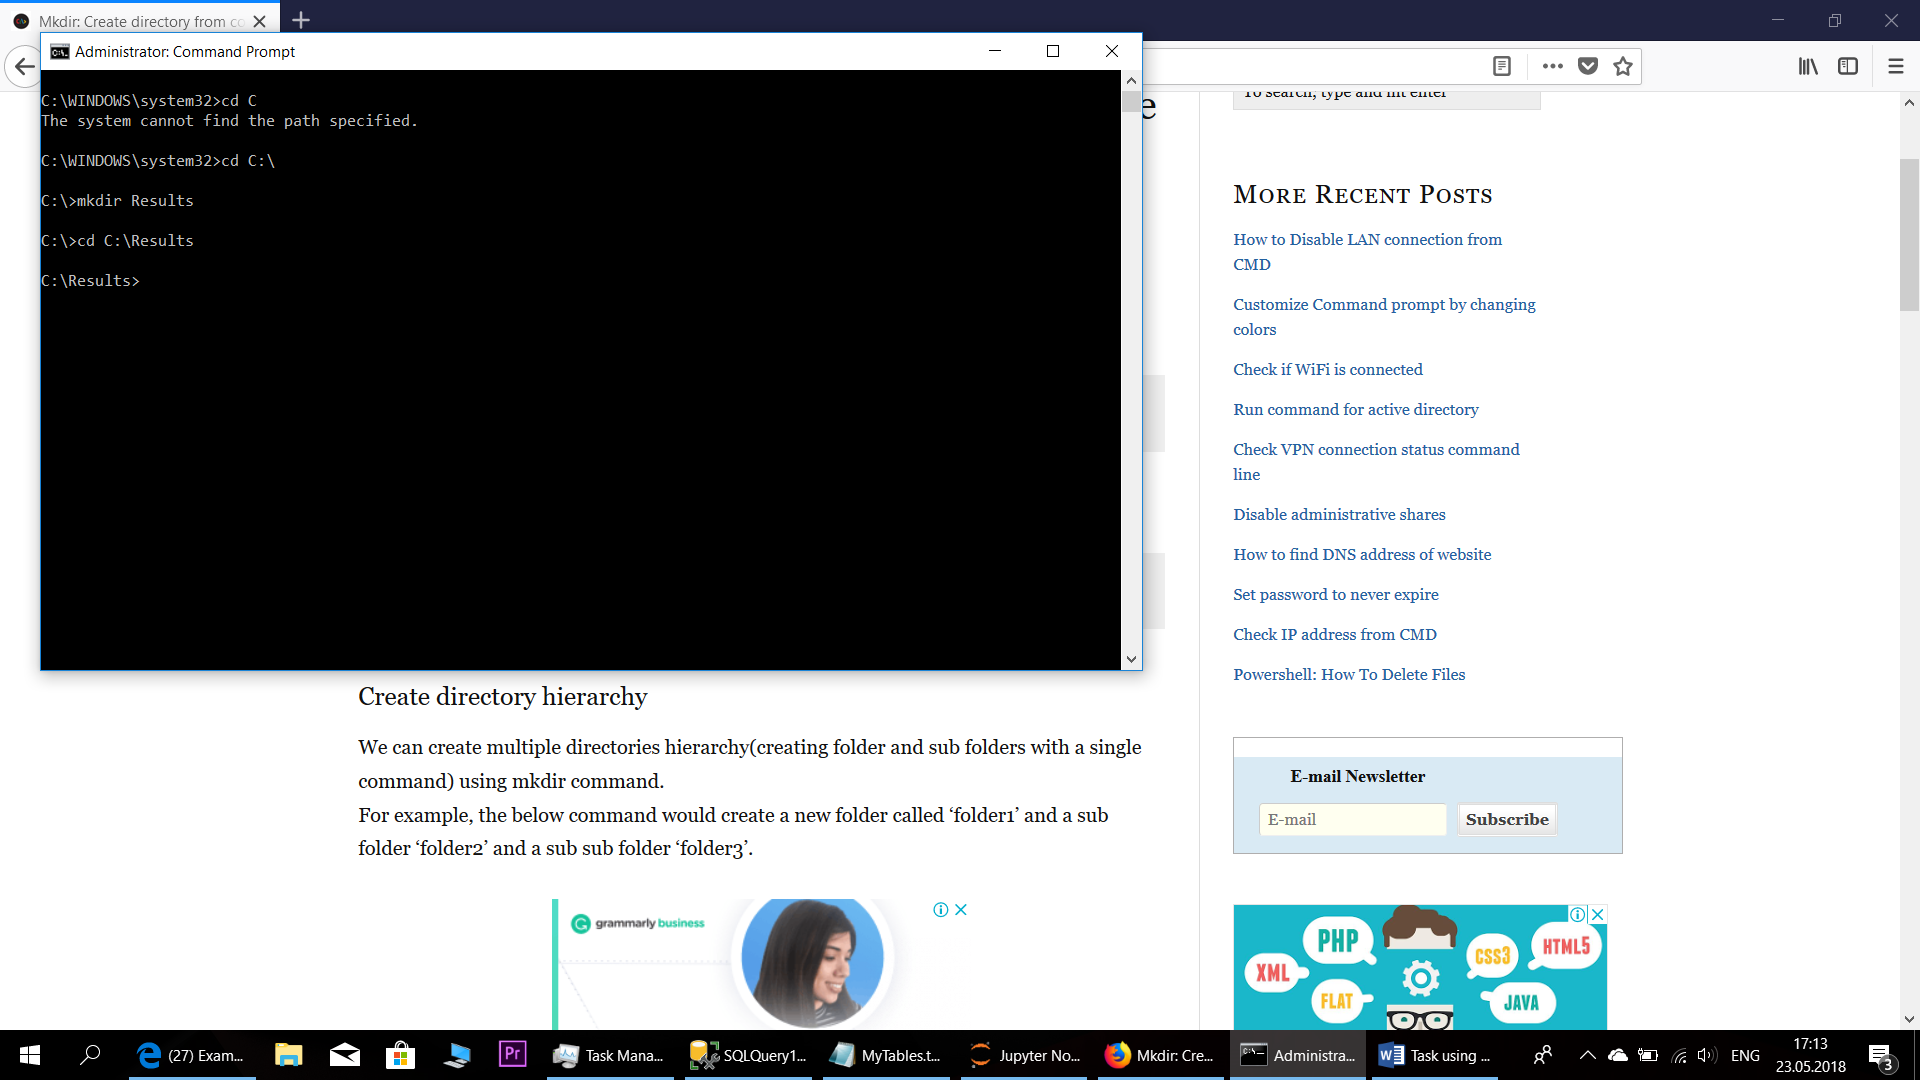 Mkdir: Create directory from co
Administrator: Command Prompt
C:\WINDOWS\system32>cd C
The system cannot find the path specified.
C:\WINDOWS\system32>cd C:\
C:\>mkdir Results
C:\>cd C:\Results
C:\Results>
e
To search, type and hit enter
More Recent Posts
How to Disable LAN connection from
CMD
Customize Command prompt by changing
colors
Check if WiFi is connected
Run command for active directory
Check VPN connection status command
line
Disable administrative shares
How to find DNS address of website
Set password to never expire
Check IP address from CMD
Powershell: How To Delete Files
Create directory hierarchy
We can create multiple directories hierarchy(creating folder and sub folders with a single
command) using mkdir command.
For example, the below command would create a new folder called ‘folder1’ and a sub
folder ‘folder2’ and a sub sub folder ‘folder3’.
E-mail Newsletter
E-mail
Subscribe
grammarly business
PHP
XML
FLAT
CSS3
HTML5
JAVA
(27) Exam...
Pr
Task Mana...
SQLQuery1...
MyTables.t...
Jupyter No...
Mkdir: Cre...
Administra...
Task using ...
ENG
17:13
23.05.2018
3